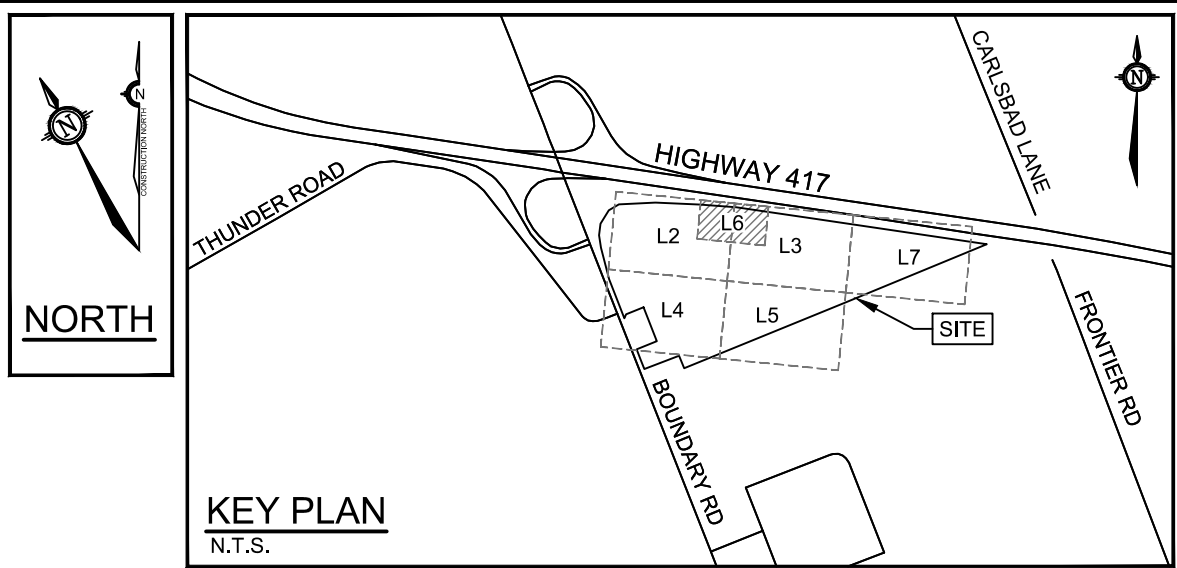 N
N
CONSTRUCTION NORTH
NORTH
CARLSBAD LANE
N
HIGHWAY 417
THUNDER ROAD
L6
L2
L3
L7
L4
L5
SITE
FRONTIER RD
BOUNDARY RD
KEY PLAN
N.T.S.